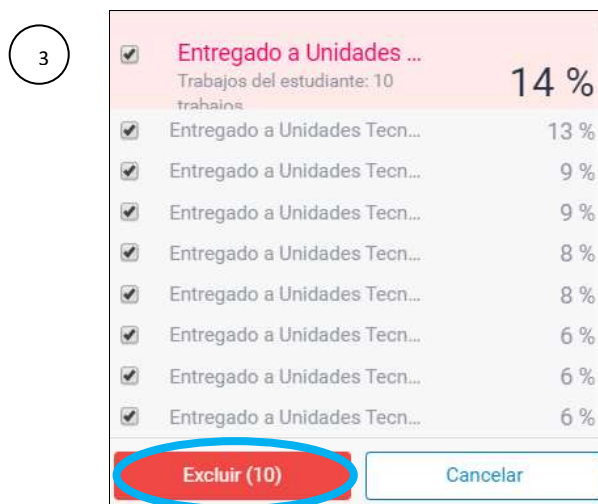 3
Entregado a Unidades ...
Trabajos del estudiante: 10
trabajos
14 %
Entregado a Unidades Tecn... 13 %
Entregado a Unidades Tecn... 9 %
Entregado a Unidades Tecn... 9 %
Entregado a Unidades Tecn... 8 %
Entregado a Unidades Tecn... 8 %
Entregado a Unidades Tecn... 6 %
Entregado a Unidades Tecn... 6 %
Entregado a Unidades Tecn... 6 %
Excluir (10) Cancelar